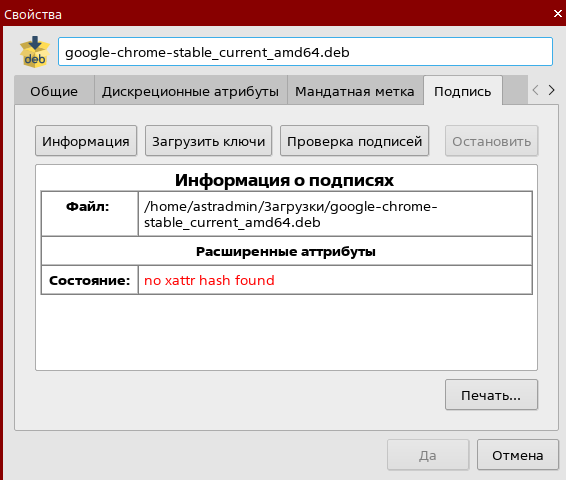 Свойства
deb
google-chrome-stable_current_amd64.deb
Общие
Дискреционные атрибуты
Мандатная метка
Подпись
Информация
Загрузить ключи
Проверка подписей
Остановить
Информация о подписях
Файл:
/home/astradmin/Загрузки/google-chrome-
stable_current_amd64.deb
Расширенные аттрибуты
Состояние:
no xattr hash found
Печать...
Да
Отмена